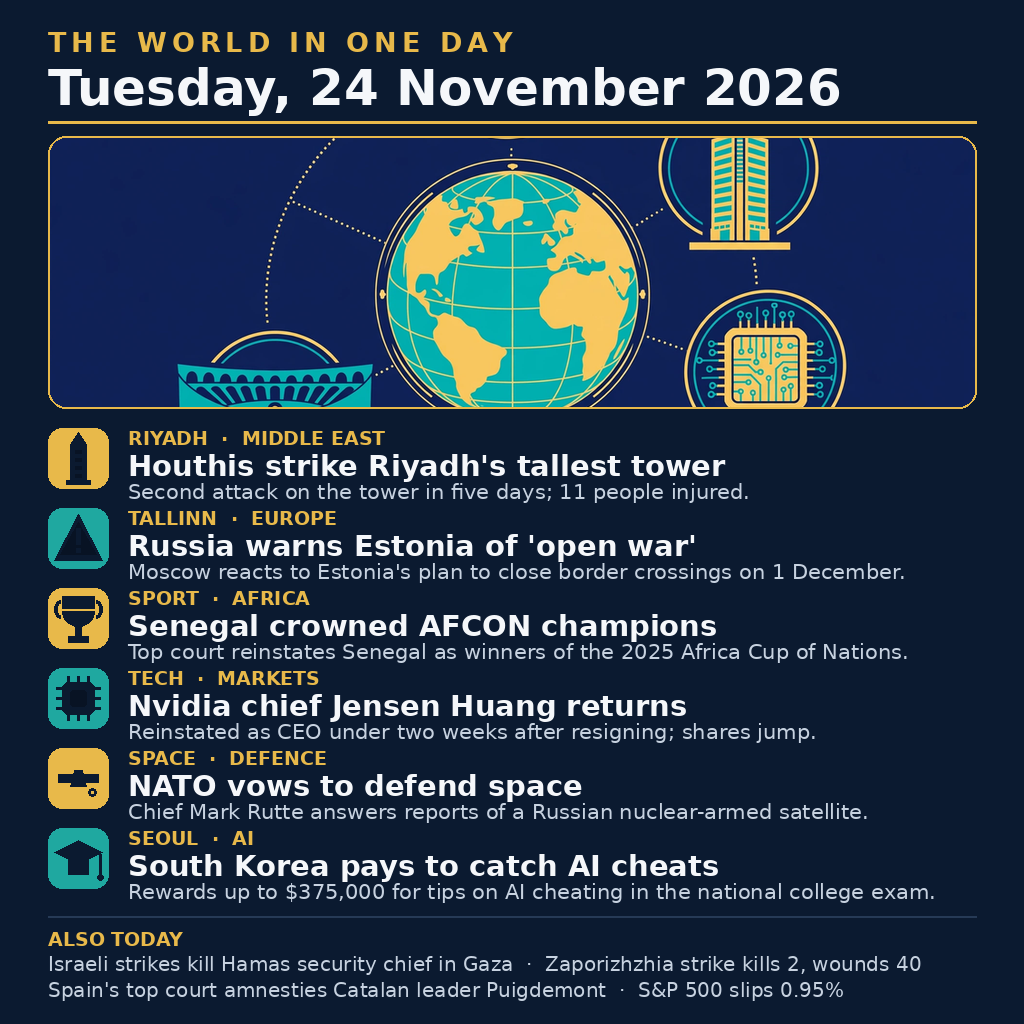 THE WORLD IN ONE DAY
Tuesday, 24 November 2026
RIYADH · MIDDLE EAST
Houthis strike Riyadh's tallest tower
Second attack on the tower in five days; 11 people injured.
TALLINN · EUROPE
Russia warns Estonia of 'open war'
Moscow reacts to Estonia's plan to close border crossings on 1 December.
SPORT · AFRICA
Senegal crowned AFCON champions
Top court reinstates Senegal as winners of the 2025 Africa Cup of Nations.
TECH · MARKETS
Nvidia chief Jensen Huang returns
Reinstated as CEO under two weeks after resigning; shares jump.
SPACE · DEFENCE
NATO vows to defend space
Chief Mark Rutte answers reports of a Russian nuclear-armed satellite.
SEOUL · AI
South Korea pays to catch AI cheats
Rewards up to $375,000 for tips on AI cheating in the national college exam.
ALSO TODAY
Israeli strikes kill Hamas security chief in Gaza · Zaporizhzhia strike kills 2, wounds 40
Spain's top court amnesties Catalan leader Puigdemont · S&P 500 slips 0.95%